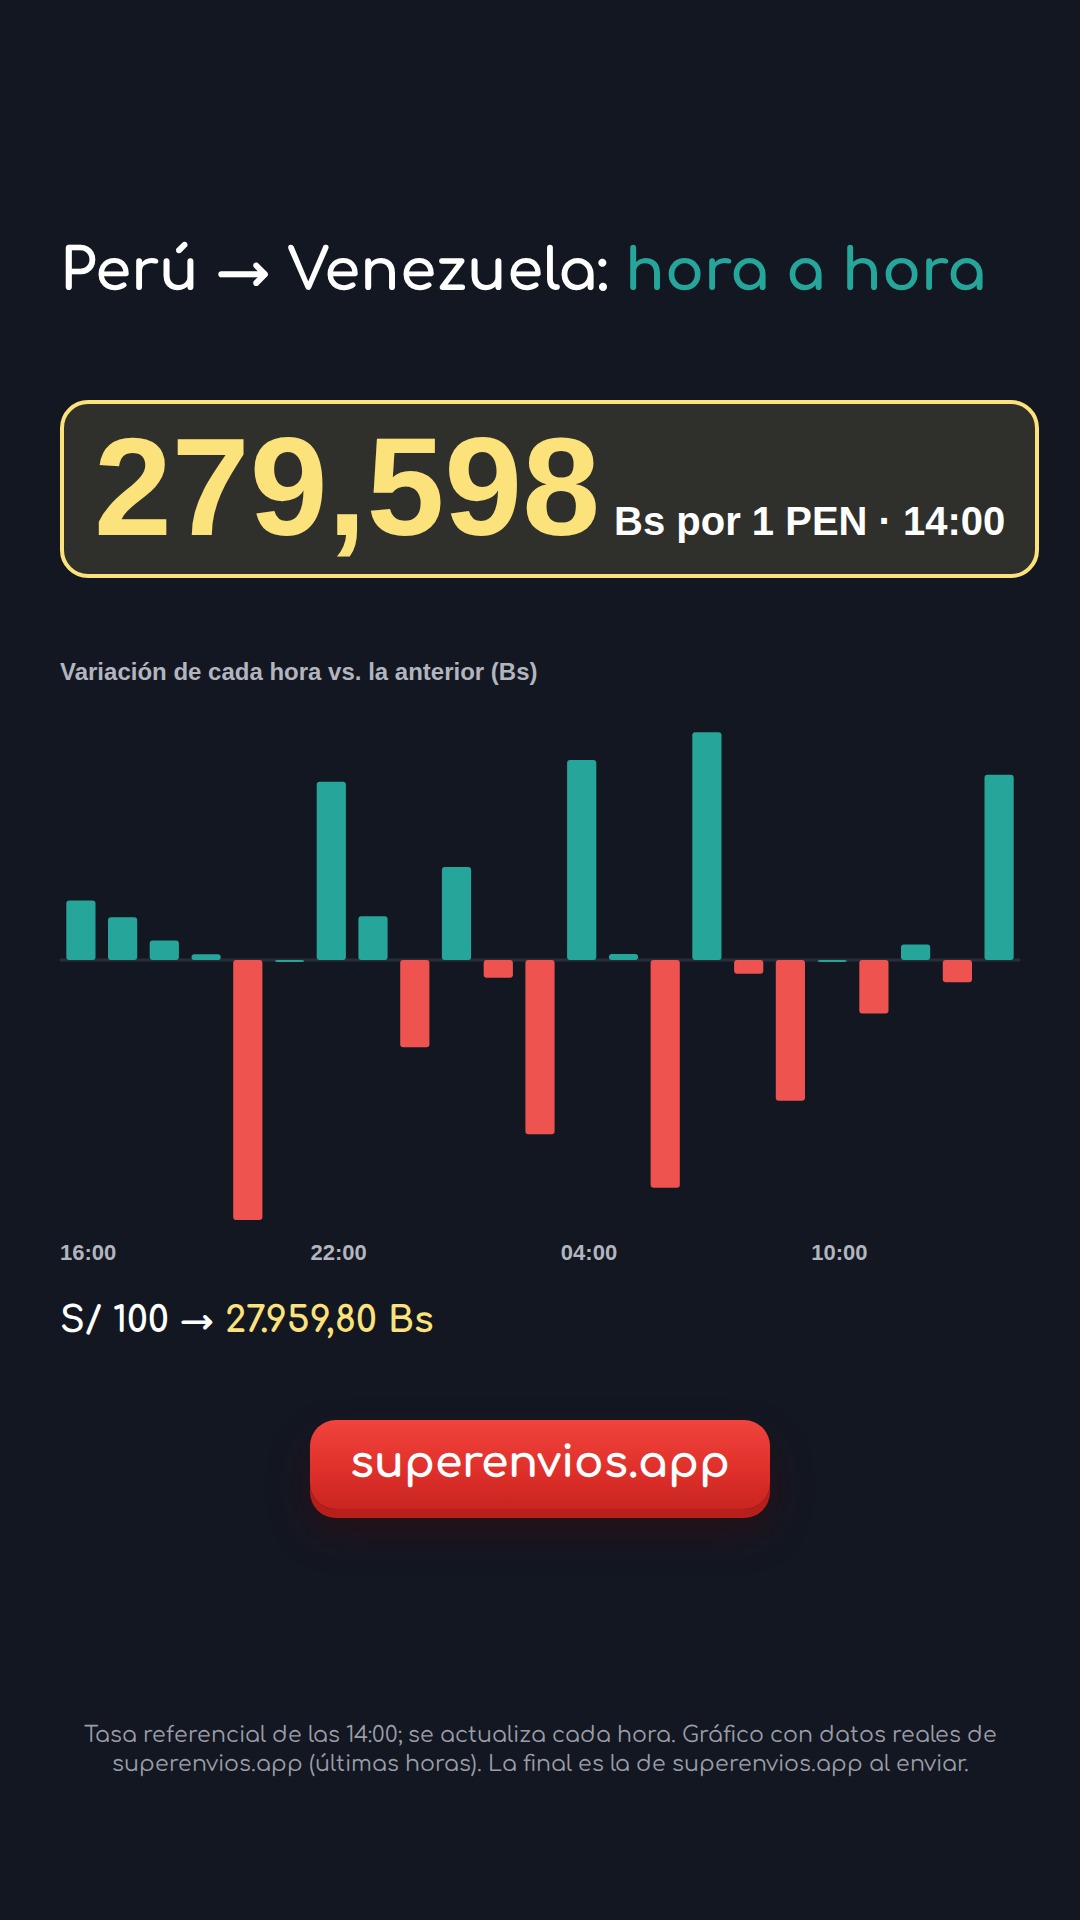 Perú → Venezuela: hora a hora
279,598 Bs por 1 PEN · 14:00
Variación de cada hora vs. la anterior (Bs)
16:00 22:00 04:00 10:00
S/ 100 → 27.959,80 Bs
superenvios.app
Tasa referencial de las 14:00; se actualiza cada hora. Gráfico con datos reales de
superenvios.app (últimas horas). La final es la de superenvios.app al enviar.